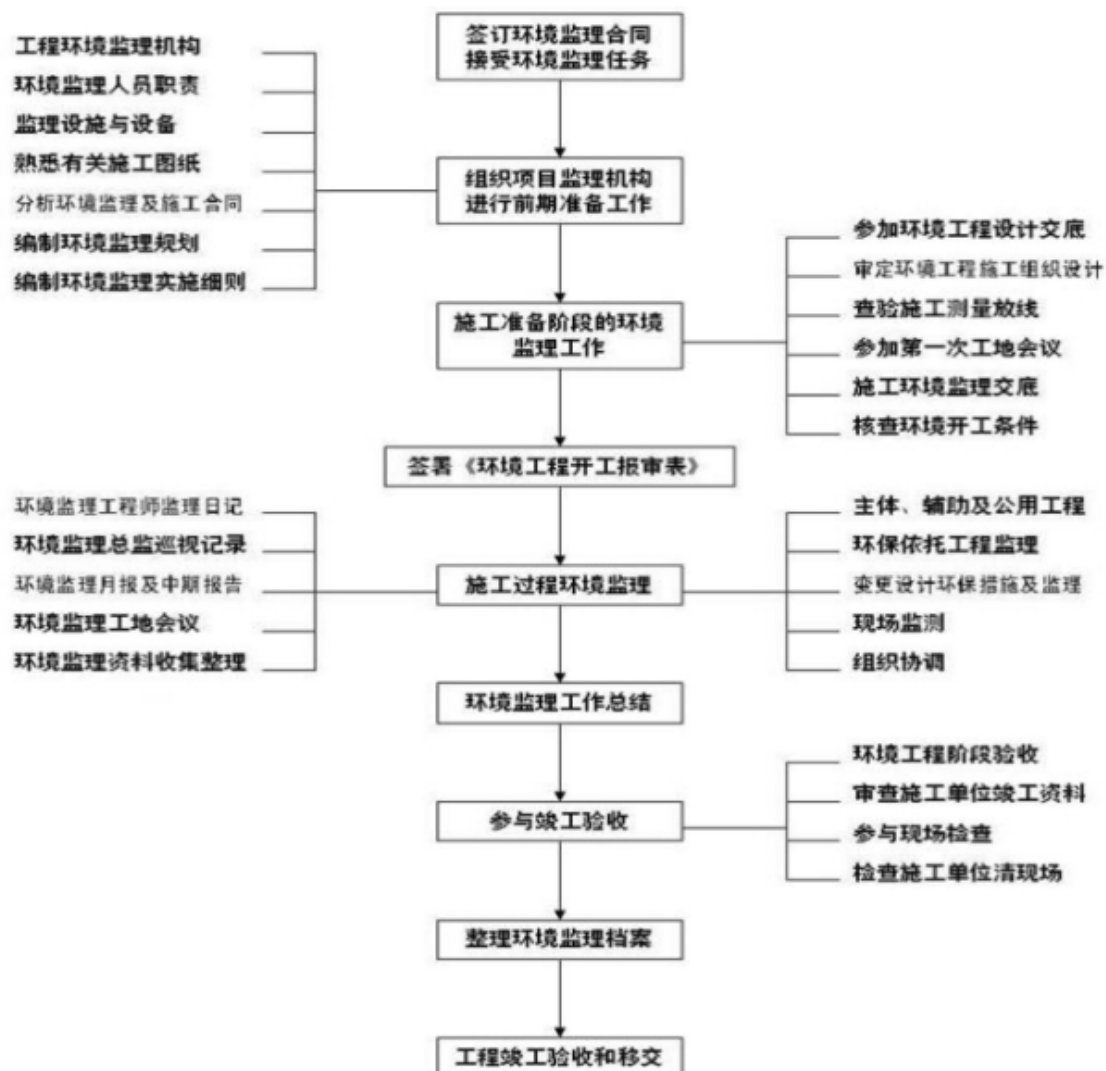 签订环境监理合同
接受环境监理任务
工程环境监理机构
环境监理人员职责
监理设施与设备
熟悉有关施工图纸
分析环境监理及施工合同
编制环境监理规划
编制环境监理实施细则
组织项目监理机构
进行前期准备工作
参加环境工程设计交底
审定环境工程施工组织设计
查验施工测量放线
参加第一次工地会议
施工环境监理交底
核查环境开工条件
施工准备阶段的环境
监理工作
签署《环境工程开工报审表》
环境监理工程师监理日记
环境监理总监巡视记录
环境监理月报及中期报告
环境监理工地会议
环境监理资料收集整理
施工过程环境监理
主体、辅助及公用工程
环保依托工程监理
变更设计环保措施及监理
现场监测
组织协调
环境监理工作总结
环境工程阶段验收
审查施工单位竣工资料
参与现场检查
检查施工单位清现场
参与竣工验收
整理环境监理档案
工程竣工验收和移交